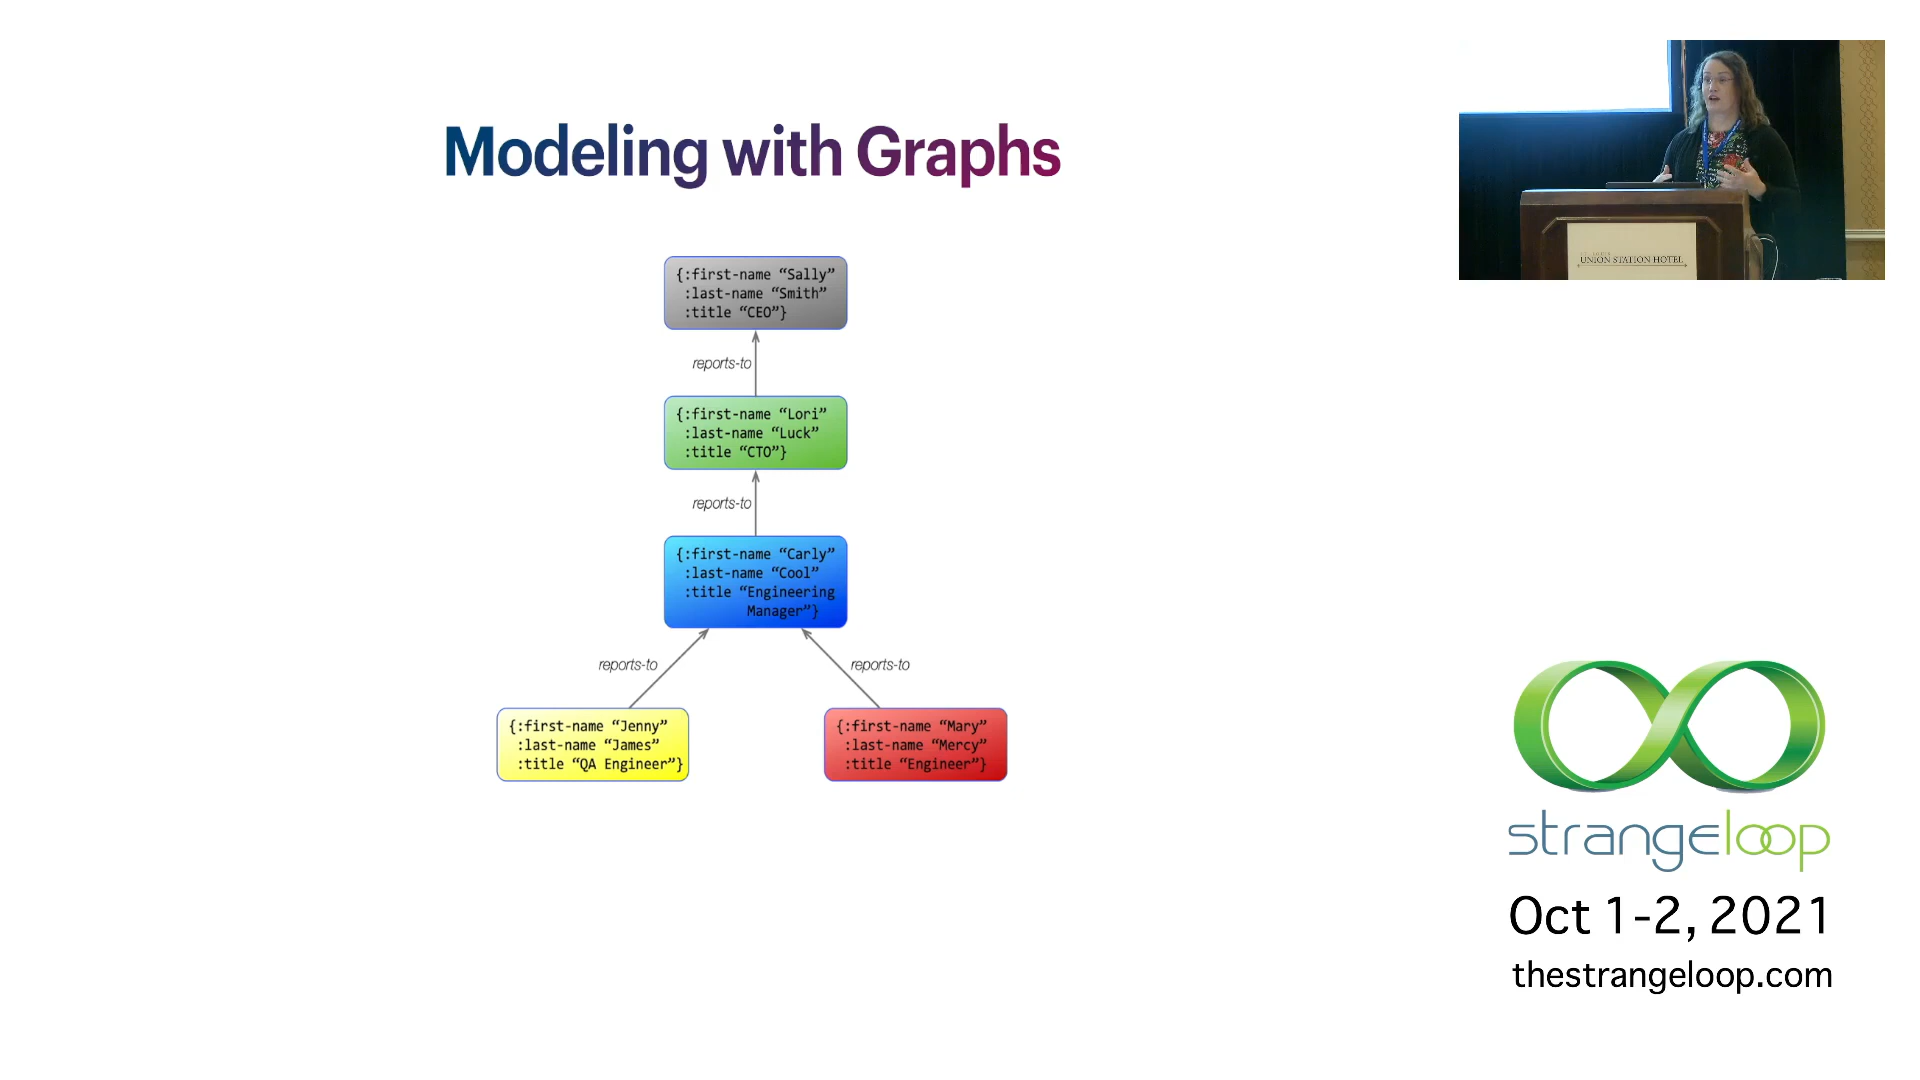 Modeling with Graphs
{:first-name “Sally”
:last-name “Smith”
:title “CEO”}
reports-to
{:first-name “Lori”
:last-name “Luck”
:title “CTO”}
reports-to
{:first-name “Carly”
:last-name “Cool”
:title “Engineering
Manager”}
reports-to
reports-to
{:first-name “Jenny”
:last-name “James”
:title “QA Engineer”}
{:first-name “Mary”
:last-name “Mercy”
:title “Engineer”}
UNION STATION HOTEL
strangeloop
Oct 1-2, 2021
thestrangeloop.com